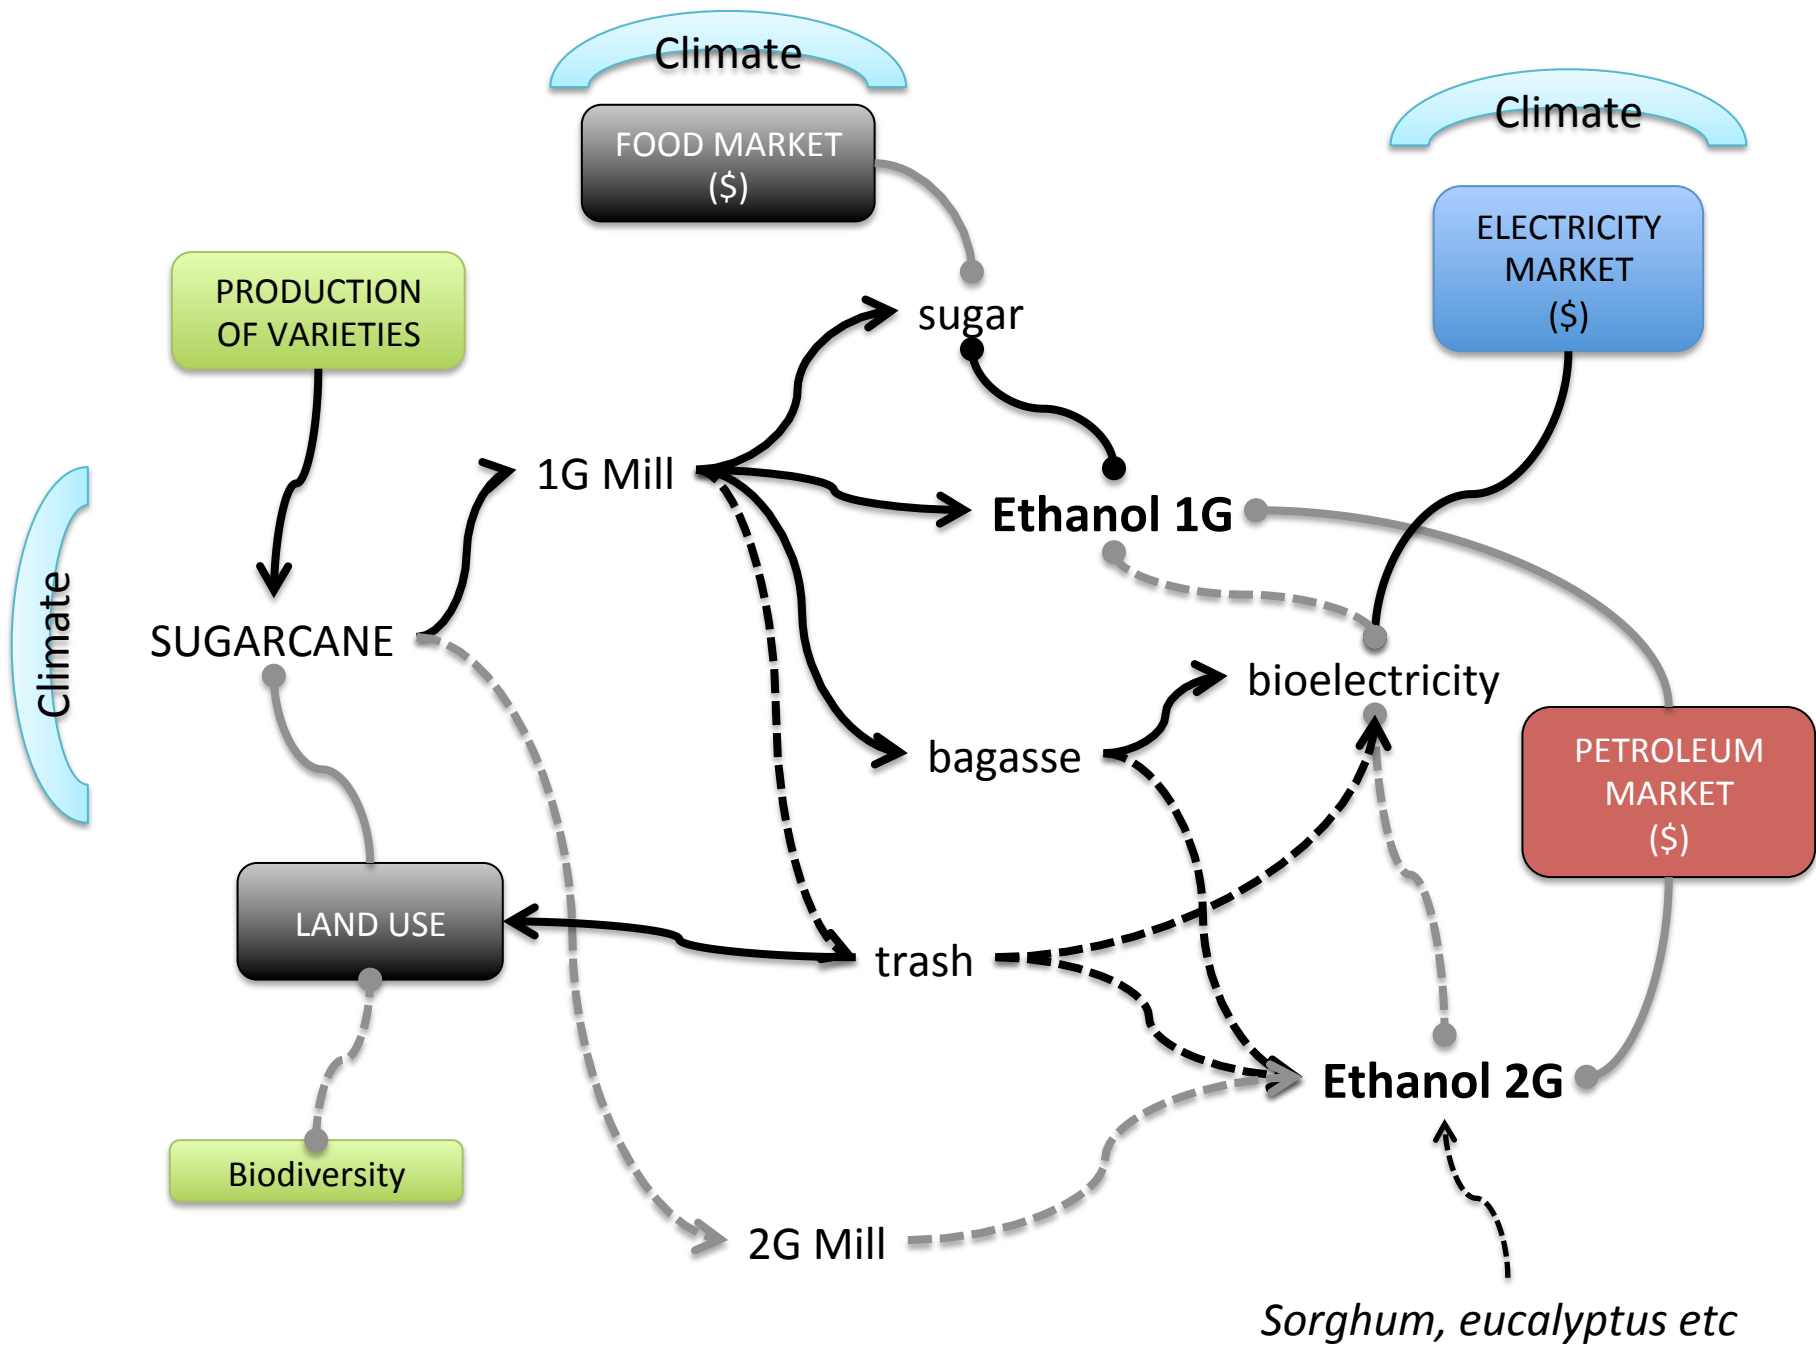 Climate
FOOD MARKET
($)
Climate
ELECTRICITY
MARKET
($)
PRODUCTION
OF VARIETIES
sugar
1G Mill
Ethanol 1G
Climate
SUGARCANE
bioelectricity
bagasse
PETROLEUM
MARKET
($)
LAND USE
trash
Ethanol 2G
Biodiversity
2G Mill
Sorghum, eucalyptus etc